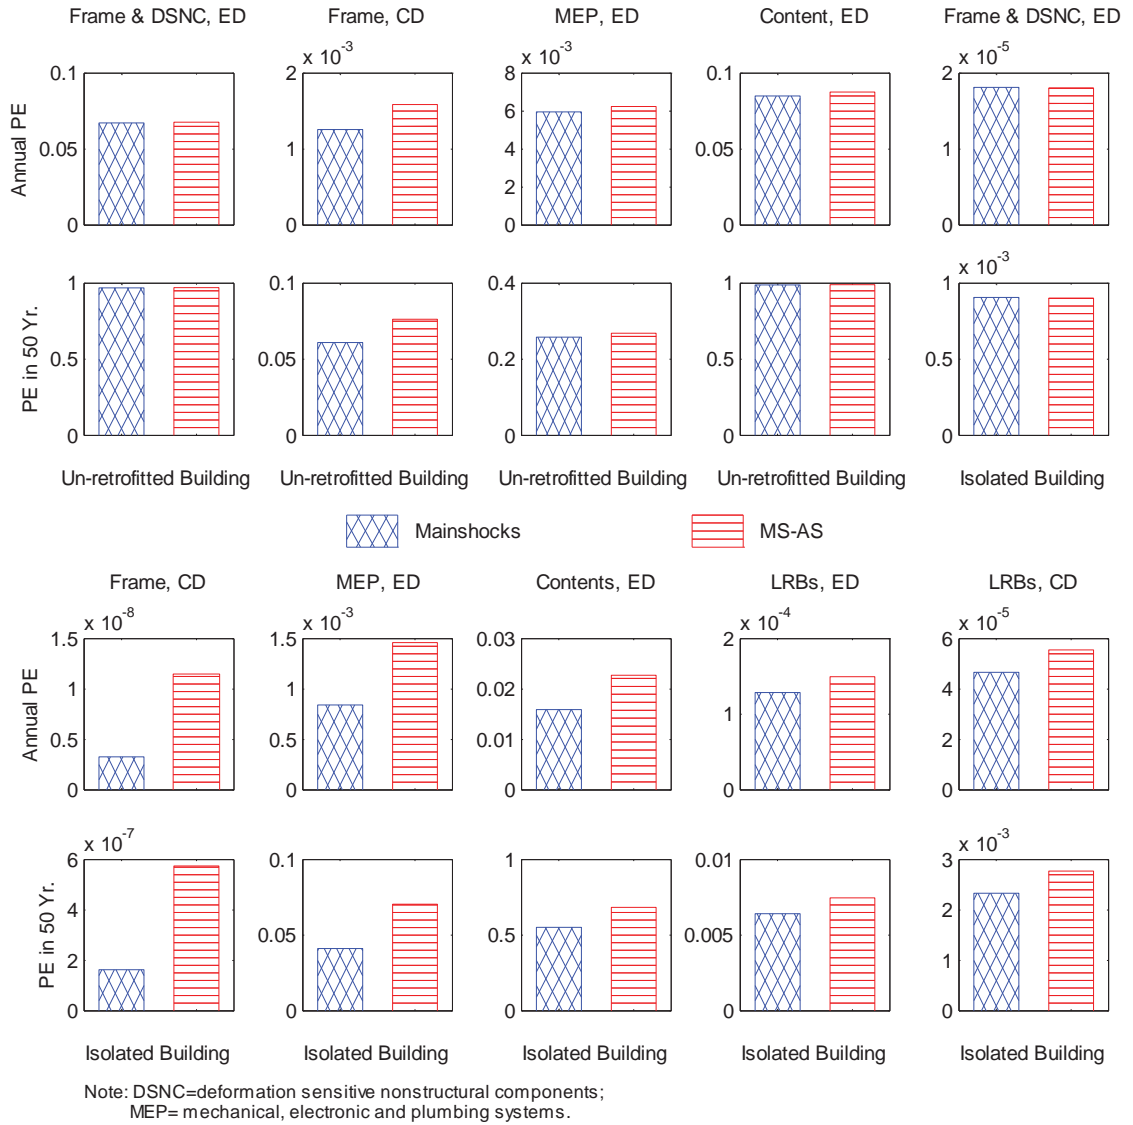 Frame & DSNC, ED Frame, CD MEP, ED Content, ED Frame & DSNC, ED
x 10-3 x 10-3 x 10-5
0.1 2 8 0.1 2
6
Annual PE 0.05 1 4 0.05 1
2
0 0 0 0 0
x 10-3
1 0.1 0.4 1 1
PE in 50 Yr. 0.5 0.05 0.2 0.5 0.5
0 0 0 0 0
Un-retrofitted Building Un-retrofitted Building Un-retrofitted Building Un-retrofitted Building Isolated Building
Mainshocks MS-AS
Frame, CD MEP, ED Contents, ED LRBs, ED LRBs, CD
x 10-8 x 10-3 x 10-4 x 10-5
1.5 1.5 0.03 2 6
1 1 0.02 4
Annual PE 1
0.5 0.5 0.01 2
0 0 0 0 0
x 10-7 x 10-3
6 0.1 1 0.01 3
4 2
PE in 50 Yr. 0.05 0.5 0.005
2 1
0 0 0 0 0
Isolated Building Isolated Building Isolated Building Isolated Building Isolated Building
Note: DSNC=deformation sensitive nonstructural components;
MEP= mechanical, electronic and plumbing systems.